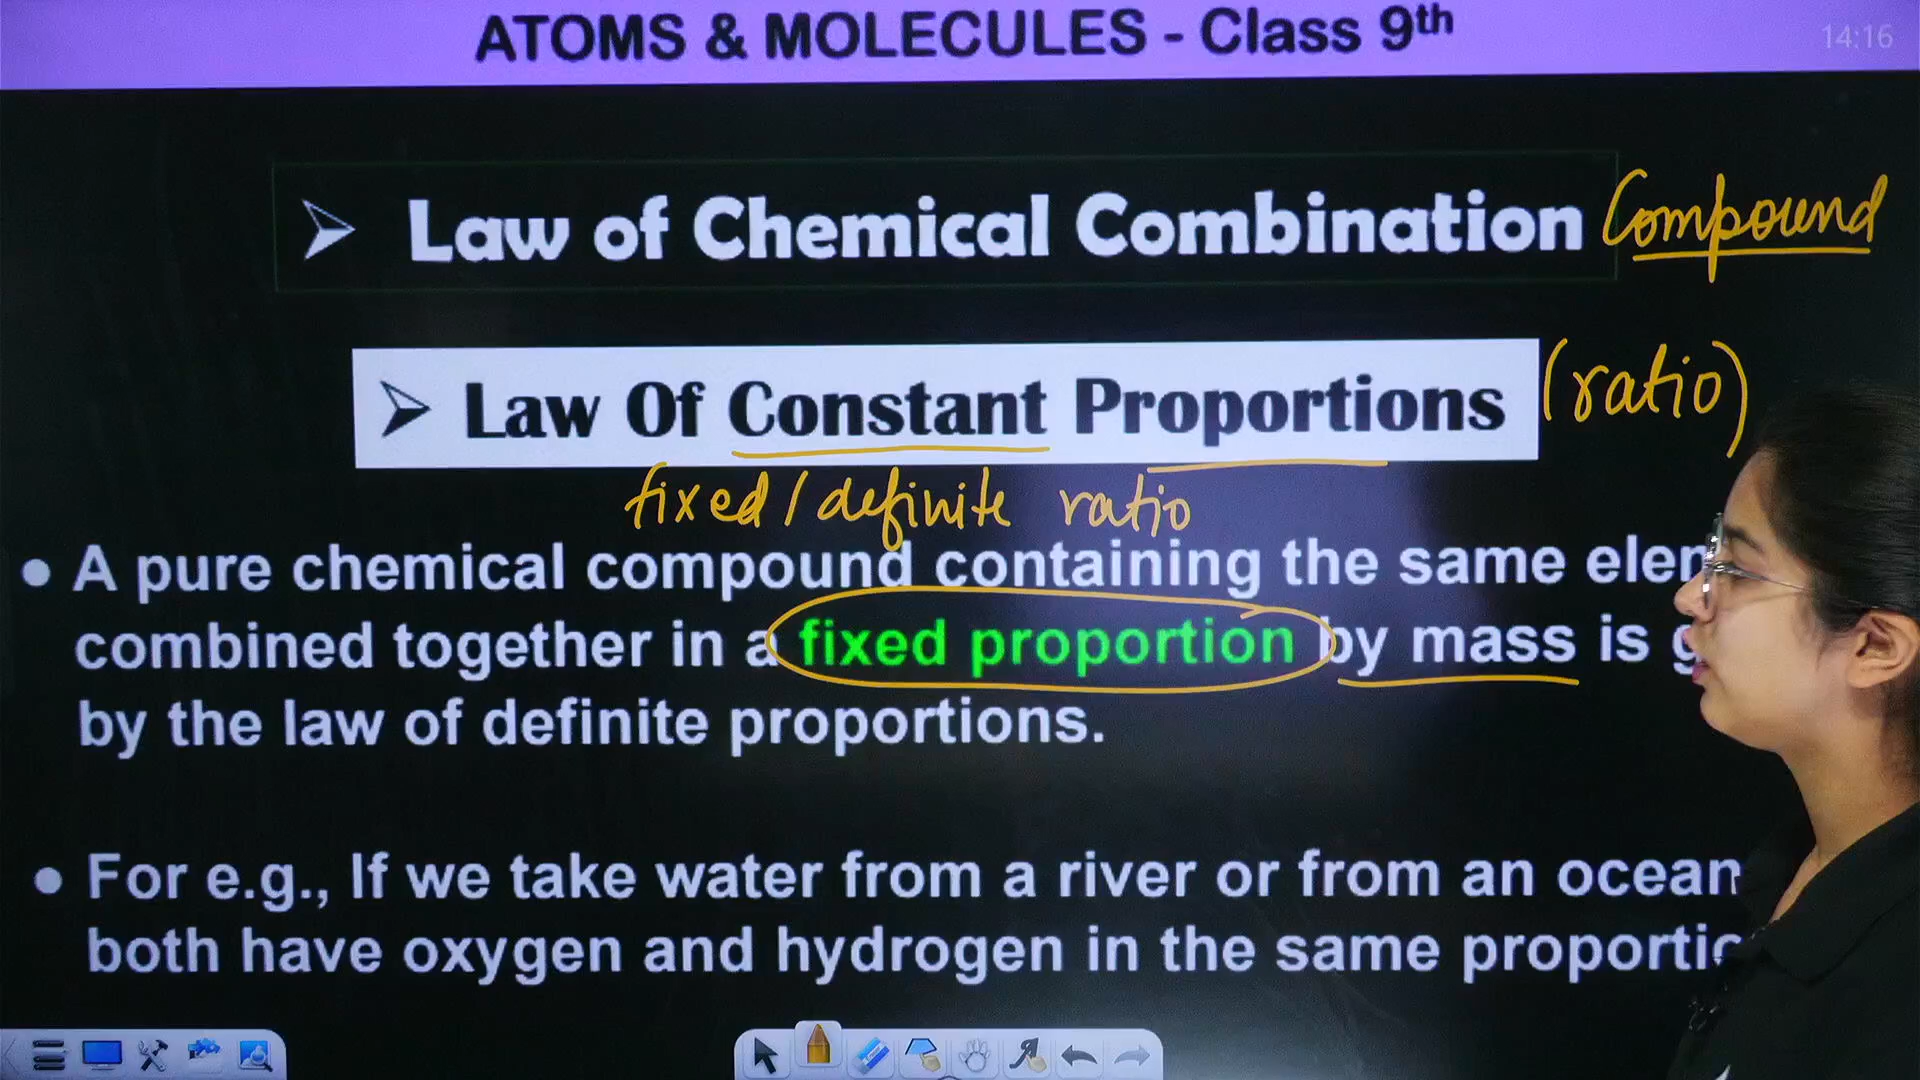 ATOMS & MOLECULES - Class 9th
14:16
➢ Law of Chemical Combination Compound
➢ Law Of Constant Proportions (ratio)
fixed / definite ratio
• A pure chemical compound containing the same
combined together in a fixed proportion by mass is
by the law of definite proportions.
• For e.g., If we take water from a river or from an ocean
both have oxygen and hydrogen in the same